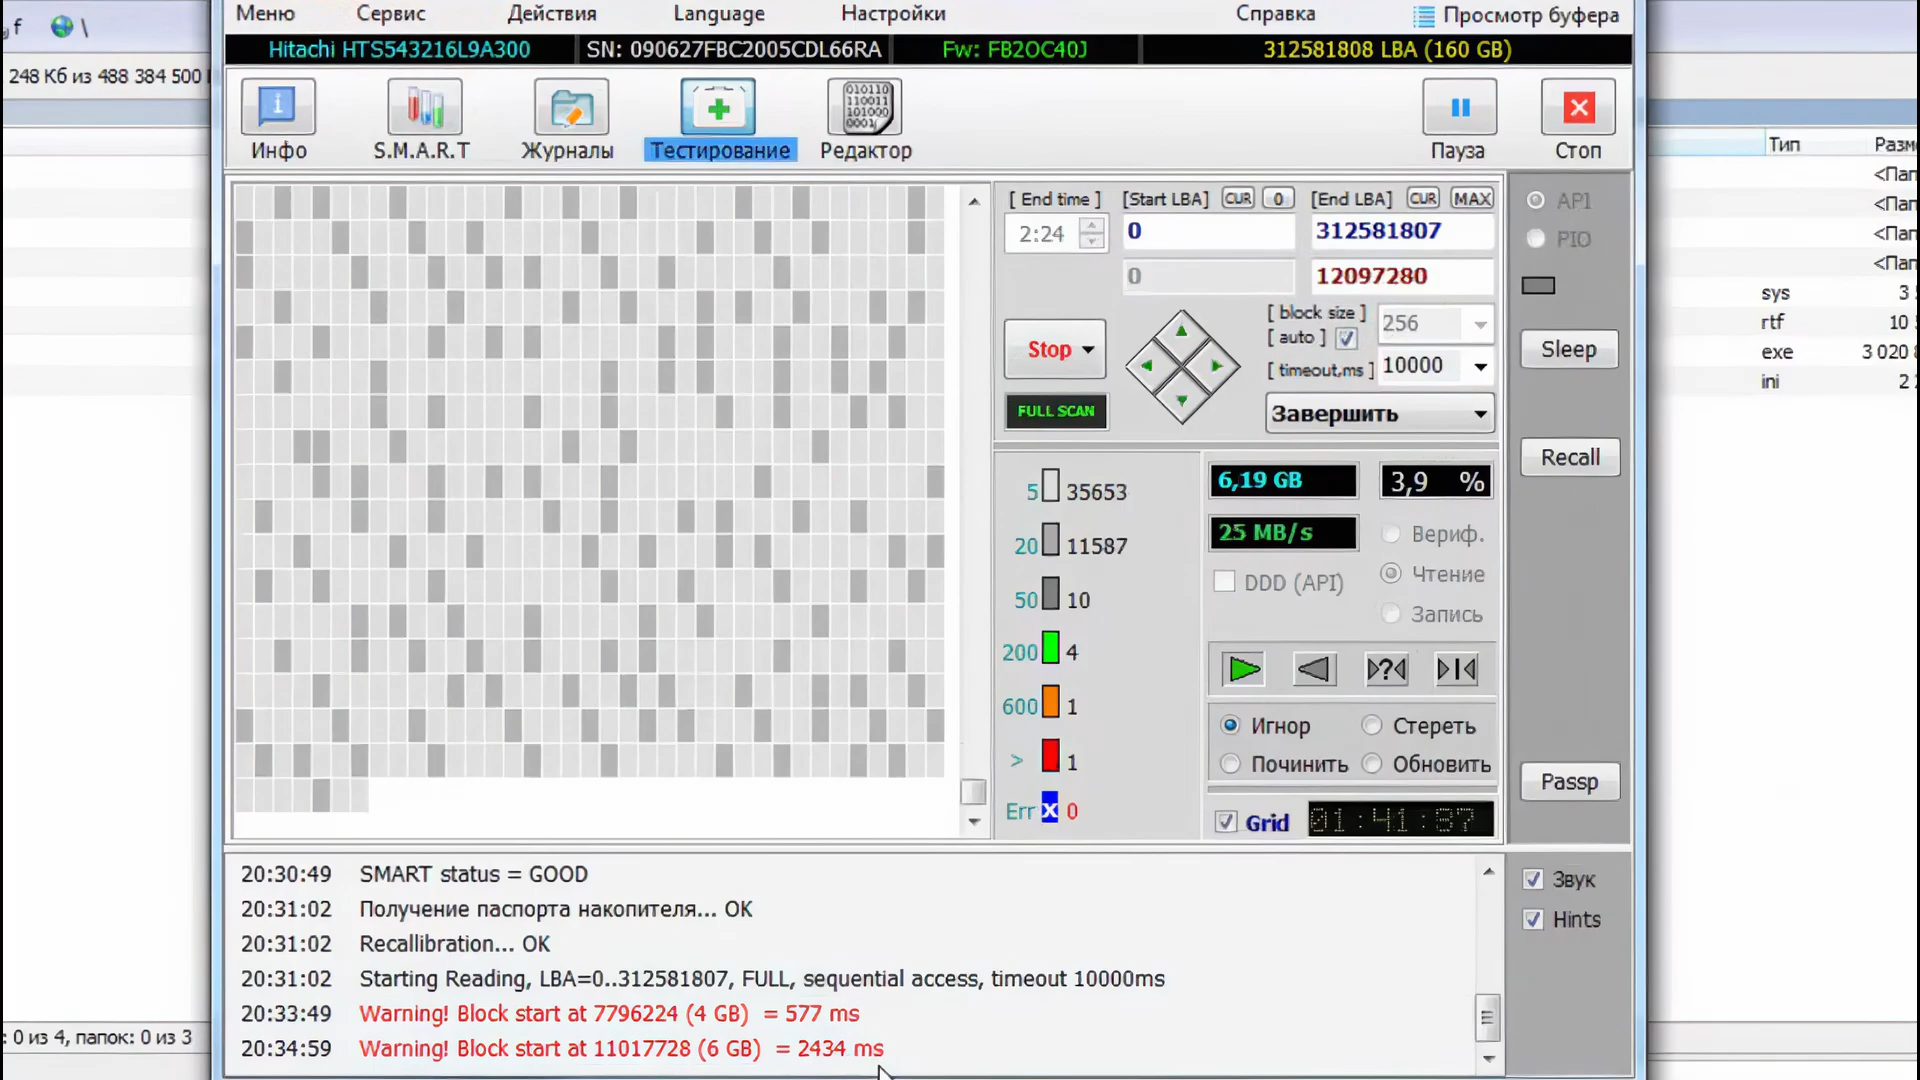 f \
Меню Сервис Действия Language Настройки Справка Просмотр буфера
Hitachi HTS543216L9A300 SN: 090627FBC2005CDL66RA Fw: FB2OC40J 312581808 LBA (160 GB)
248 Кб из 488 384 500
Инфо S.M.A.R.T Журналы Тестирование Редактор Пауза Стоп
Тип
[ End time ] [Start LBA] CUR 0 [End LBA] CUR MAX
2:24 0 312581807
0 12097280
API
PIO
<Пап
<Пап
<Пап
<Пап
sys 3
rtf 10
exe 3 020
ini 2
[ block size ] 256
[ auto ]
[ timeout,ms ] 10000
Stop
FULL SCAN
Завершить
Sleep
Recall
5 35653
20 11587
50 10
200 4
600 1
> 1
Err x 0
6,19 GB 3,9 %
25 MB/s
Вериф.
DDD (API) Чтение
Запись
Игнор Стереть
Починить Обновить
Grid 01:41:37
Passp
20:30:49 SMART status = GOOD
20:31:02 Получение паспорта накопителя... OK
20:31:02 Recallibration... OK
20:31:02 Starting Reading, LBA=0..312581807, FULL, sequential access, timeout 10000ms
20:33:49 Warning! Block start at 7796224 (4 GB) = 577 ms
20:34:59 Warning! Block start at 11017728 (6 GB) = 2434 ms
Звук
Hints
: 0 из 4, папок: 0 из 3